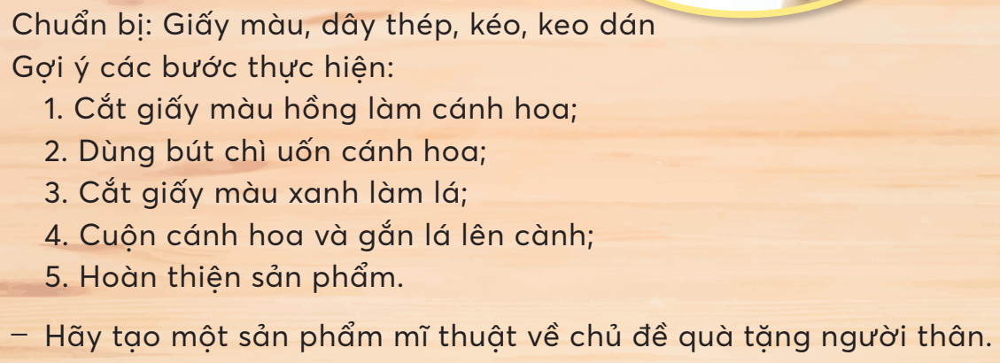 Chuẩn bị: Giấy màu, dây thép, kéo, keo dán
Gợi ý các bước thực hiện:
1. Cắt giấy màu hồng làm cánh hoa;
2. Dùng bút chì uốn cánh hoa;
3. Cắt giấy màu xanh làm lá;
4. Cuộn cánh hoa và gắn lá lên cành;
5. Hoàn thiện sản phẩm.
– Hãy tạo một sản phẩm mĩ thuật về chủ đề quà tặng người thân.